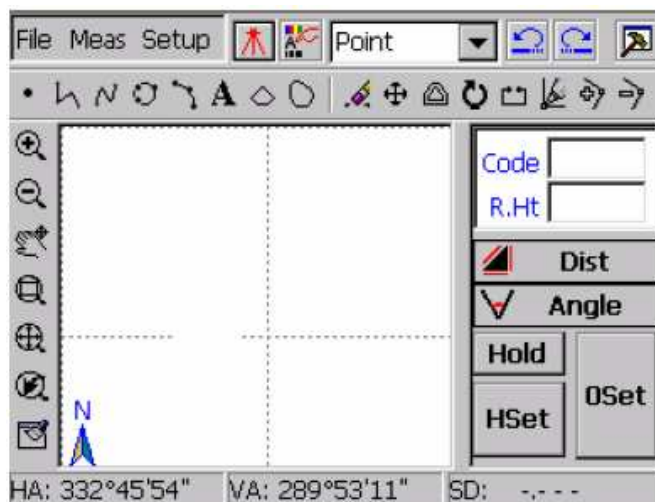 File Meas Setup Point
A
Code
R.Ht
Dist
Angle
Hold
HSet
0Set
N
HA: 332°45'54" VA: 289°53'11" SD: -.---